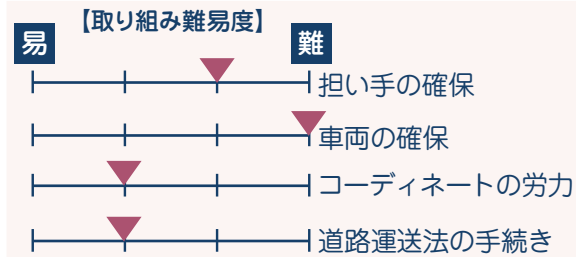 【取り組み難易度】
易 難
担い手の確保
車両の確保
コーディネートの労力
道路運送法の手続き